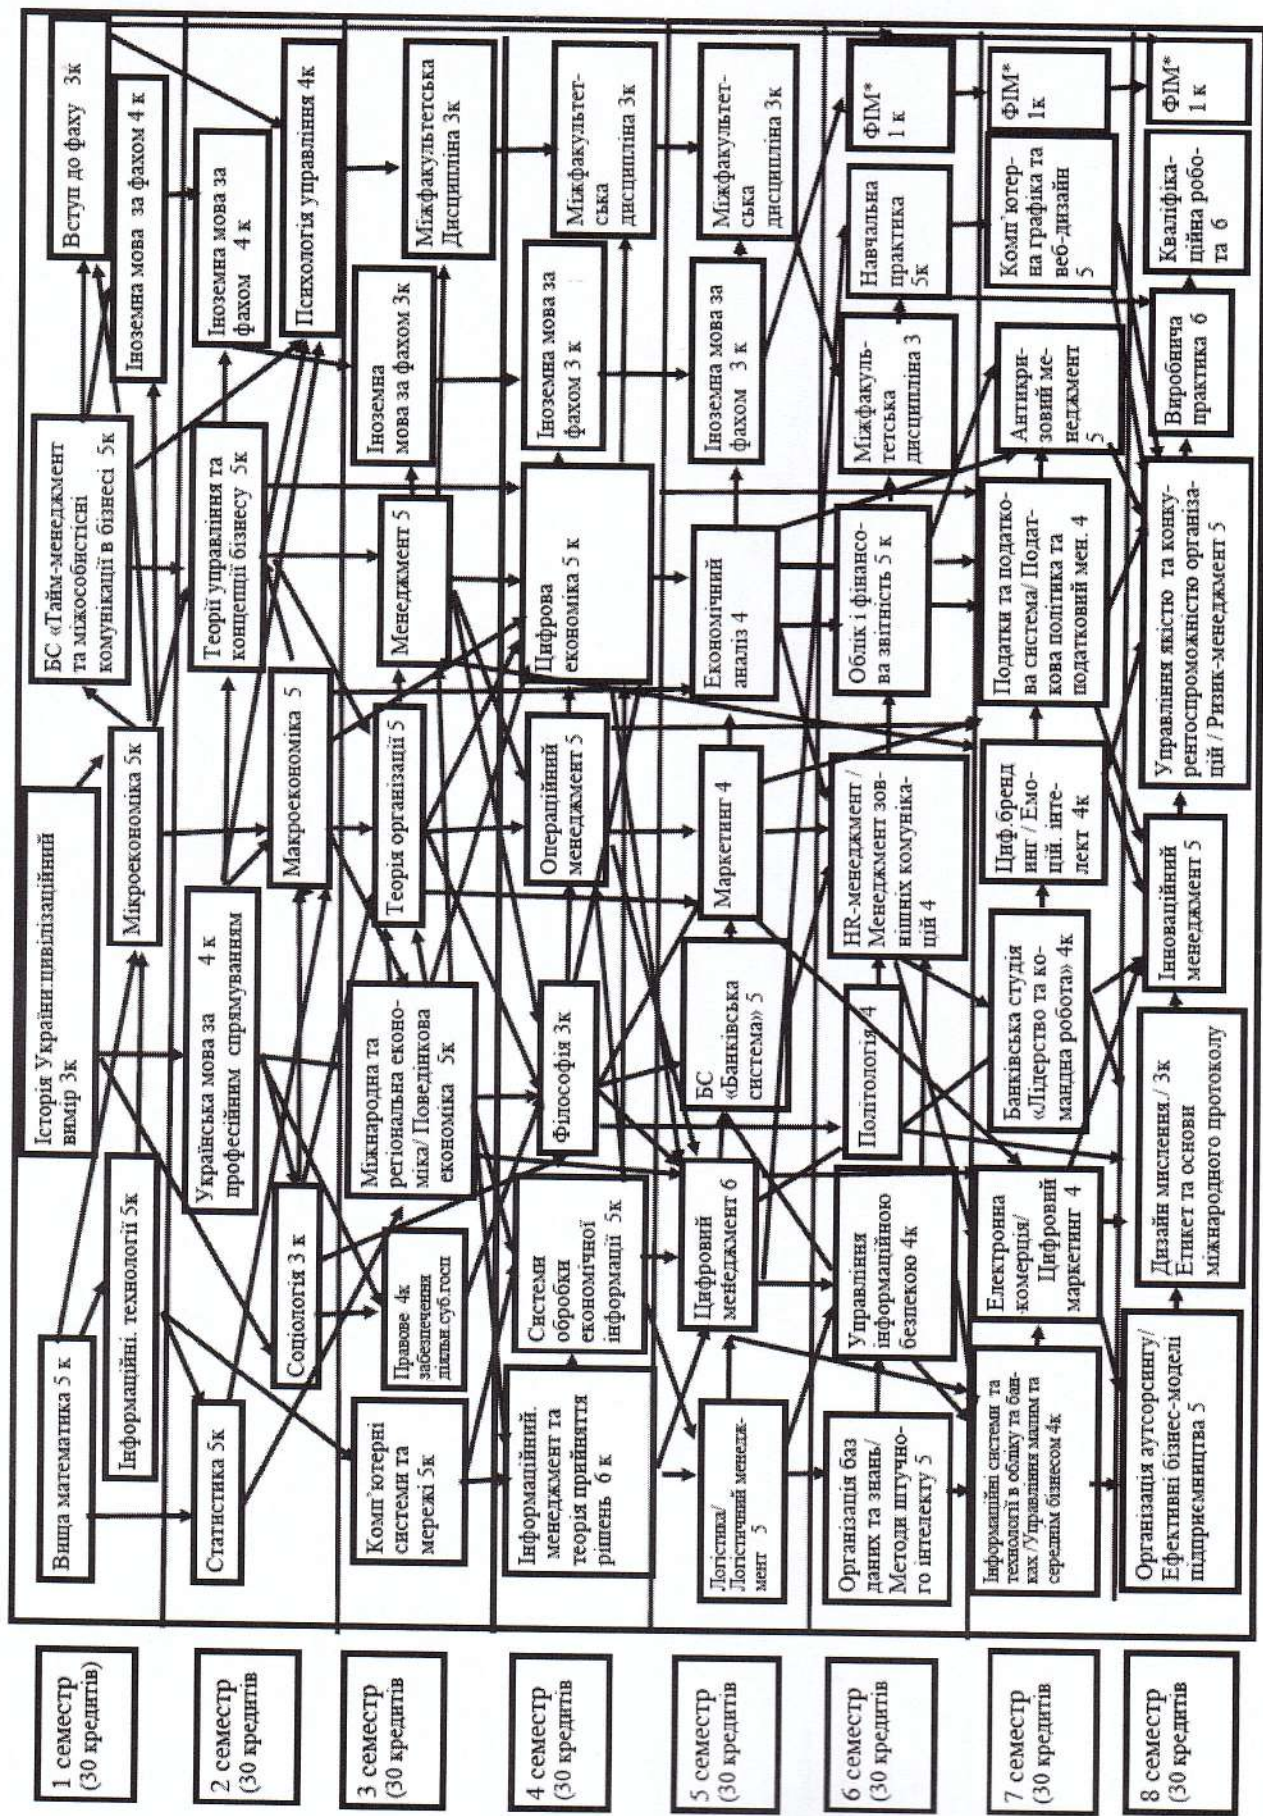 1 семестр
(30 кредитів)
Вища математика 5 к
Інформаційні. технології 5к
Історія України:цивілізаційний
вимір 3к
Мікроекономіка 5к
БС «Тайм-менеджмент
та міжособистісні
комунікації в бізнесі 5к
Вступ до фаху 3к
Іноземна мова за фахом 4 к
2 семестр
(30 кредитів
Статистика 5к
Соціологія 3 к
Українська мова за 4 к
професійним спрямуванням
Макроекономіка 5
Теорії управління та
концепції бізнесу 5к
Іноземна мова за
фахом 4 к
Психологія управління 4к
3 семестр
(30 кредитів
Комп`ютерні
системи та
мережі 5к
Правове 4к
забезпечення
діяльн.суб.госп
Міжнародна та
регіональна еконо-
міка/ Поведінкова
економіка 5к
Теорія організації 5
Менеджмент 5
Іноземна
мова за фахом 3к
Міжфакультетська
Дисципліна 3к
4 семестр
(30 кредитів
Інформаційний.
менеджмент та
теорія прийняття
рішень 6 к
Системи
обробки
економічної
інформації 5к
Філософія 3к
Операційний
менеджмент 5
Цифрова
економіка 5 к
Іноземна мова за
фахом 3 к
Міжфакультет-
ська
дисципліна 3к
5 семестр
(30 кредитів
Логістика/
Логістичний менедж-
мент 5
Цифровий
менеджмент 6
БС
«Банківська
система» 5
Маркетинг 4
Економічний
аналіз 4
Іноземна мова за
фахом 3 к
Міжфакультет-
ська
дисципліна 3к
6 семестр
(30 кредитів
Організація баз
даних та знань/
Методи штучно-
го інтелекту 5
Управління
інформаційною
безпекою 4к
Політологія 4
HR-менеджмент /
Менеджмент зов-
нішніх комуніка-
цій 4
Облік і фінансо-
ва звітність 5 к
Міжфакуль-
тетська
дисципліна 3
Навчальна
практика
5к
ФІМ*
1 к
7 семестр
(30 кредитів
Інформаційні системи та
технології в обліку та бан-
ках /Управління малим та
середнім бізнесом 4к
Електронна
комерція/
Цифровий
маркетинг 4
Банківська студія
«Лідерство та ко-
мандна робота» 4к
Циф.бренд
инг / Емо-
цій. інте-
лект 4к
Податки та податко-
ва система/ Подат-
кова політика та
податковий мен. 4
Антикри-
зовий ме-
неджмент
5
Комп`ютер-
на графіка та
веб-дизайн
5
ФІМ*
1к
8 семестр
(30 кредитів
Організація аутсорсингу/
Ефективні бізнес-моделі
підприємництва 5
Дизайн мислення./ 3к
Етикет та основи
міжнародного протоколу
Інноваційний
менеджмент 5
Управління якістю та конку-
рентоспроможністю організа-
цій / Ризик-менеджмент 5
Виробнича
практика 6
Кваліфіка-
ційна робо-
та 6
ФІМ*
1 к